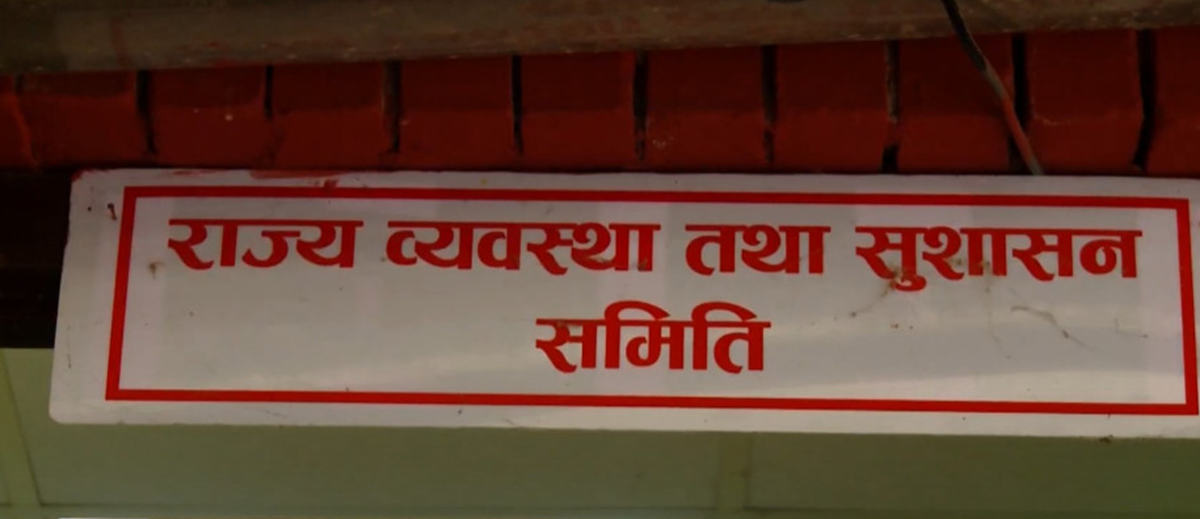 राज्य व्यवस्था तथा सुशासन
समिति